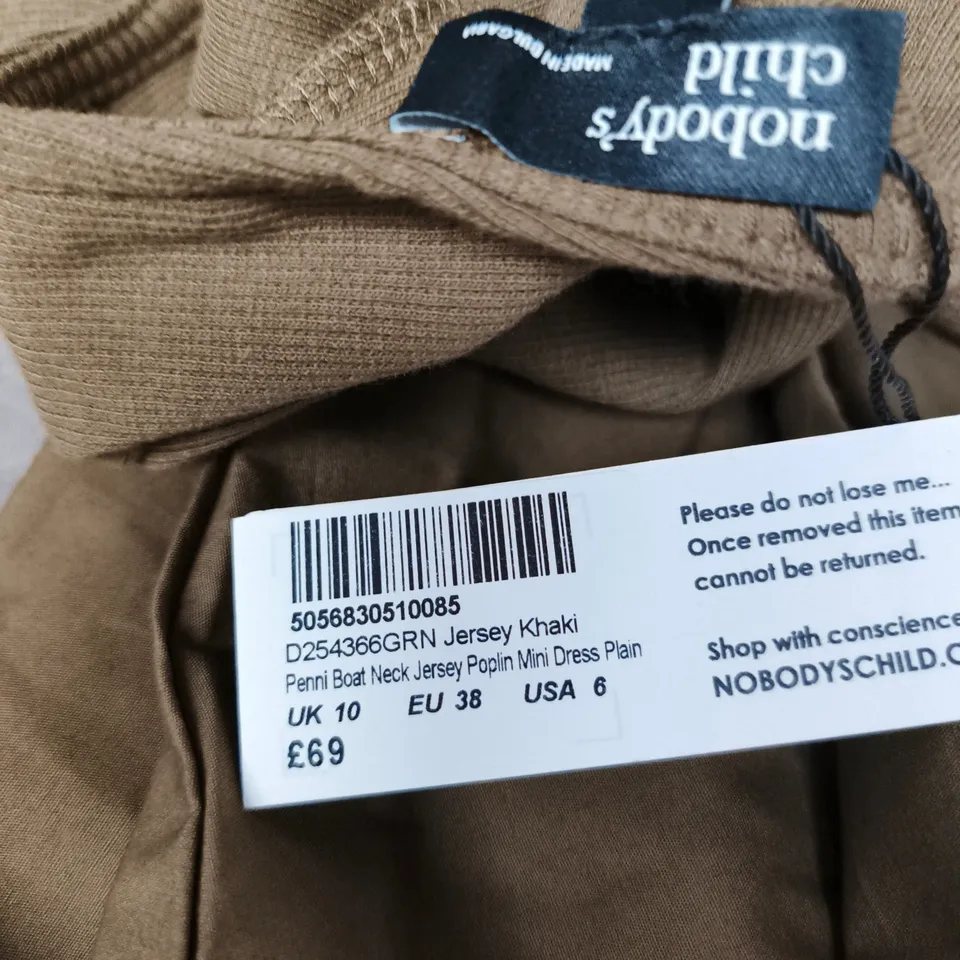 nobody's
child
MADE IN BULGARIA
5056830510085
D254366GRN Jersey Khaki
Penni Boat Neck Jersey Poplin Mini Dress Plain
UK 10 EU 38 USA 6
£69
Please do not lose me...
Once removed this item
cannot be returned.
Shop with conscience
NOBODYSCHILD.C